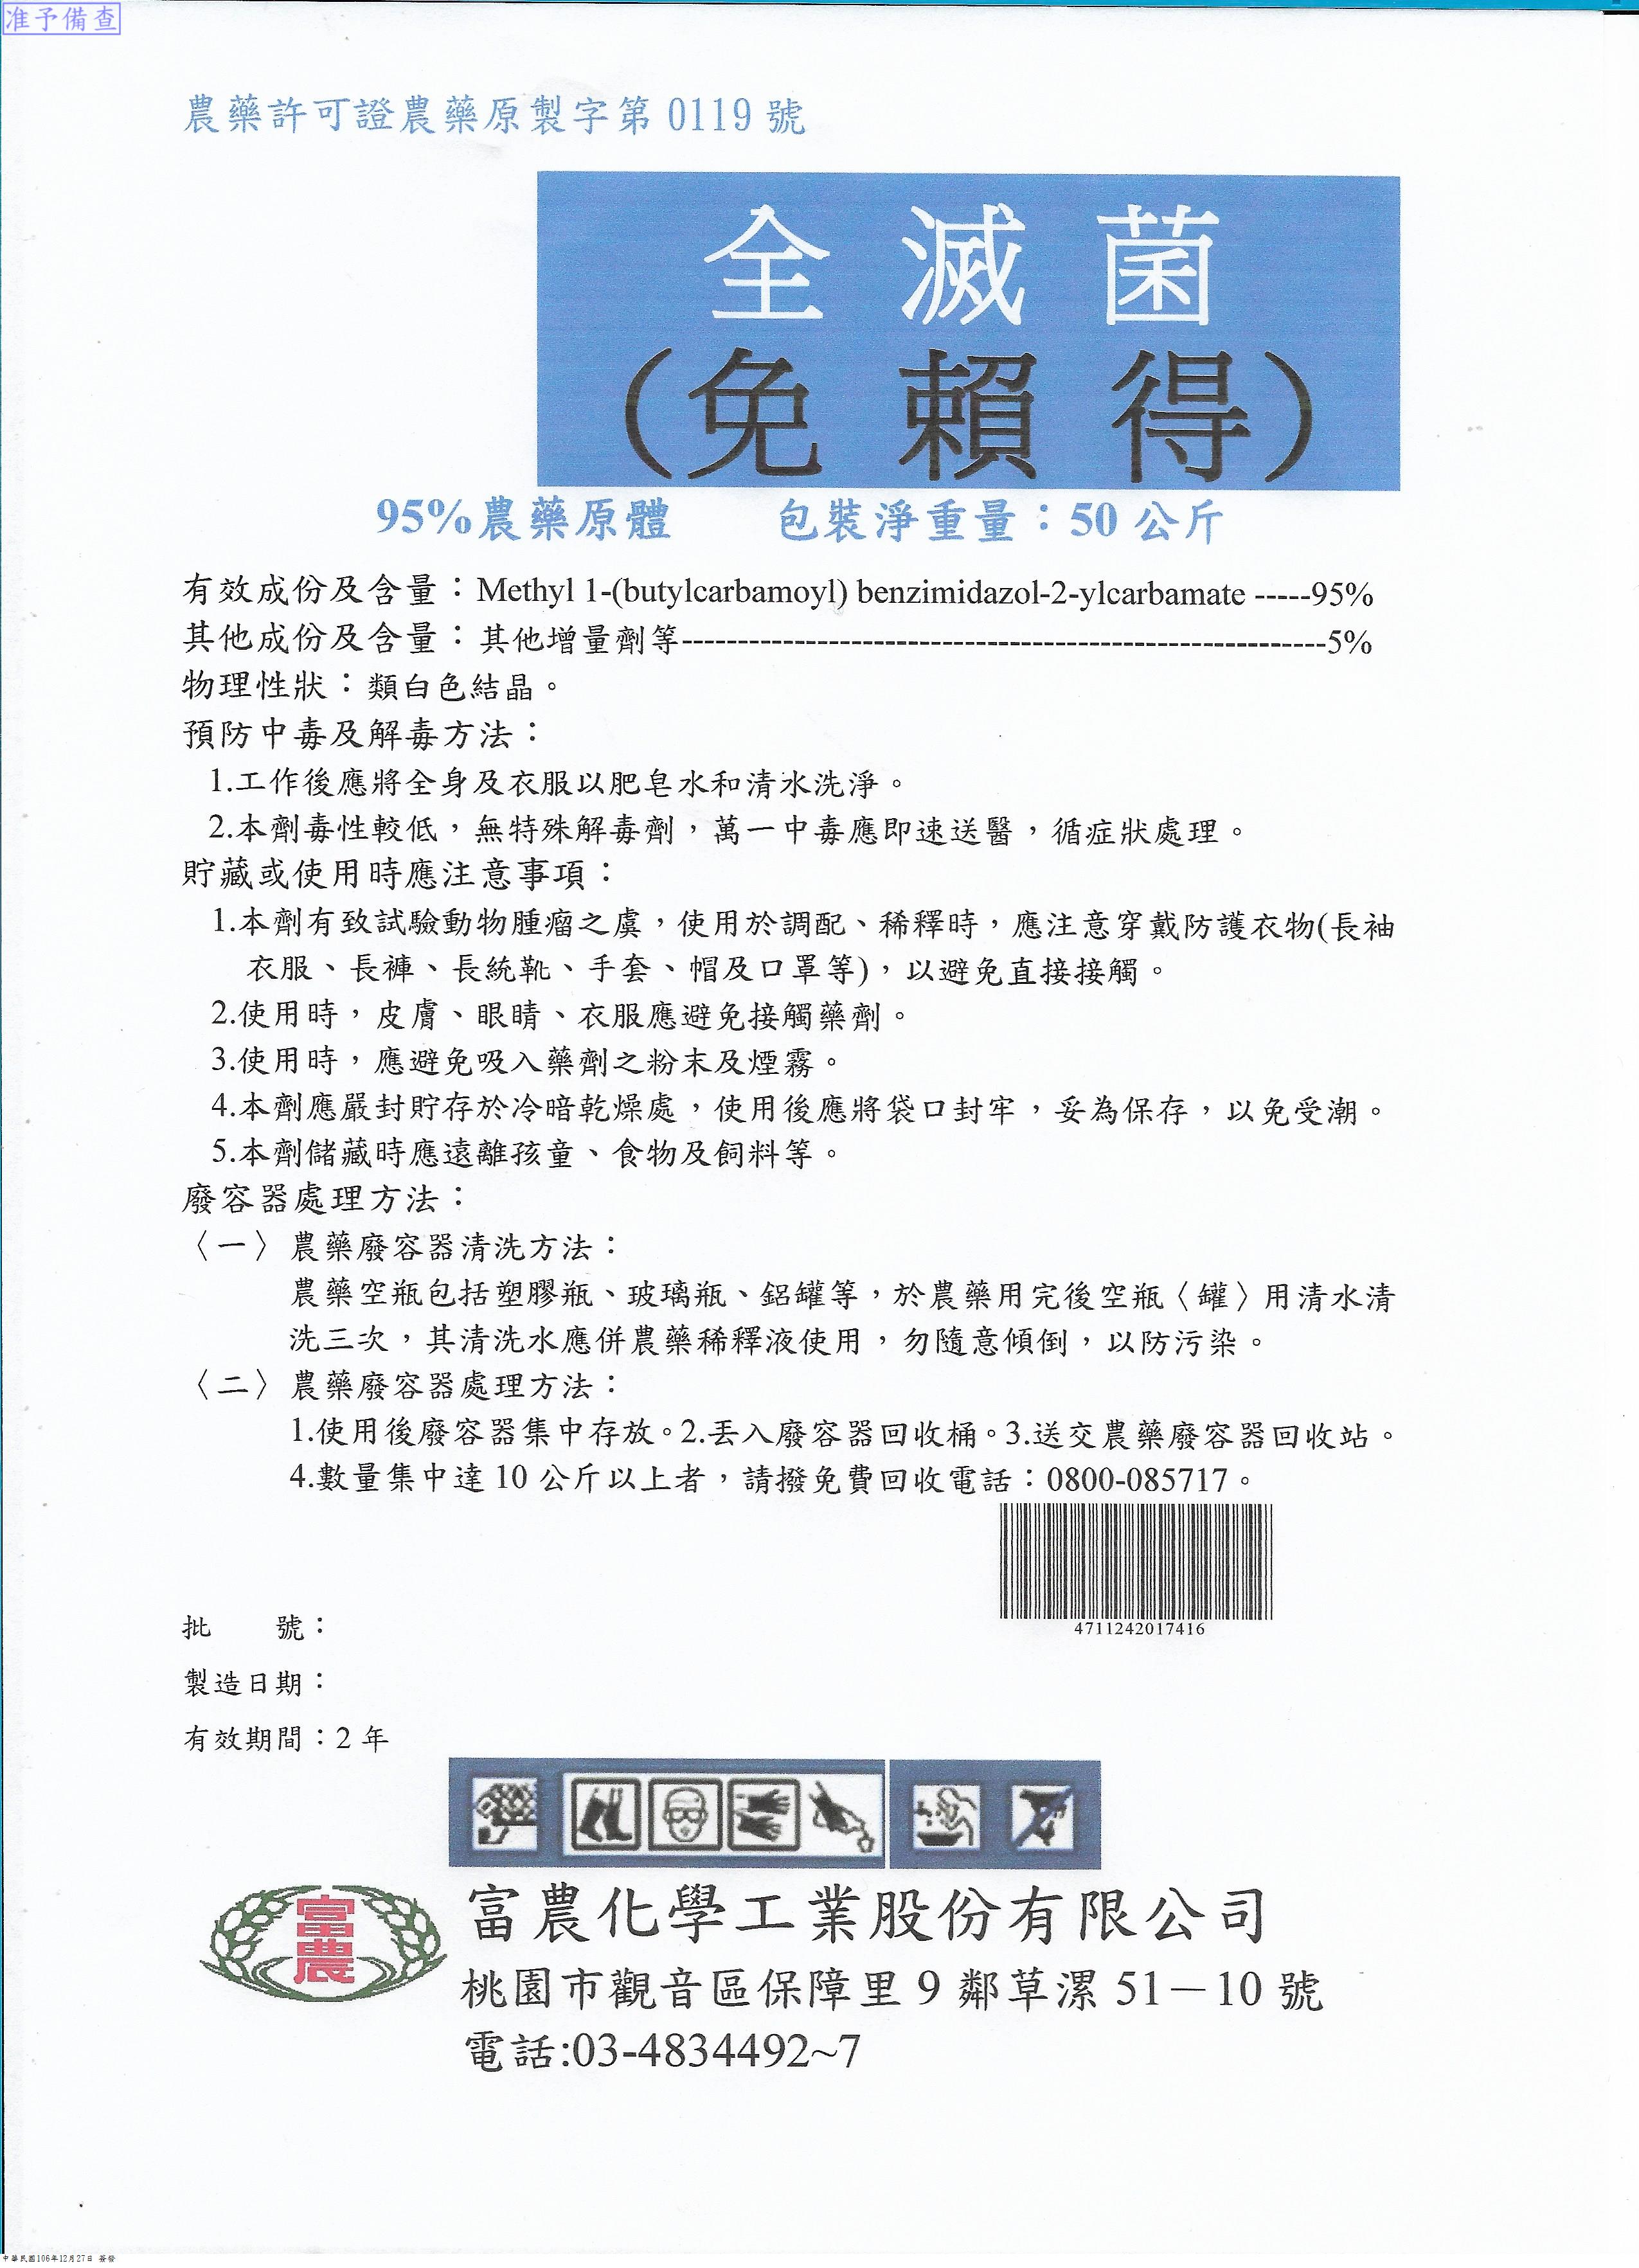 准予備查
農藥許可證農藥原製字第 0119 號
全滅菌
(免賴得)
95%農藥原體 包裝淨重量：50 公斤
有效成份及含量：Methyl 1-(butylcarbamoyl) benzimidazol-2-ylcarbamate -----95%
其他成份及含量：其他增量劑等-----------------------------------------------------------5%
物理性狀：類白色結晶。
預防中毒及解毒方法：
1.工作後應將全身及衣服以肥皂水和清水洗淨。
2.本劑毒性較低，無特殊解毒劑，萬一中毒應即速送醫，循症狀處理。
貯藏或使用時應注意事項：
1.本劑有致試驗動物腫瘤之虞，使用於調配、稀釋時，應注意穿戴防護衣物(長袖
衣服、長褲、長統靴、手套、帽及口罩等)，以避免直接接觸。
2.使用時，皮膚、眼睛、衣服應避免接觸藥劑。
3.使用時，應避免吸入藥劑之粉末及煙霧。
4.本劑應嚴封貯存於冷暗乾燥處，使用後應將袋口封牢，妥為保存，以免受潮。
5.本劑儲藏時應遠離孩童、食物及飼料等。
廢容器處理方法：
〈一〉農藥廢容器清洗方法：
農藥空瓶包括塑膠瓶、玻璃瓶、鋁罐等，於農藥用完後空瓶〈罐〉用清水清
洗三次，其清洗水應併農藥稀釋液使用，勿隨意傾倒，以防污染。
〈二〉農藥廢容器處理方法：
1.使用後廢容器集中存放。2.丟入廢容器回收桶。3.送交農藥廢容器回收站。
4.數量集中達 10 公斤以上者，請撥免費回收電話：0800-085717。
4711242017416
批 號：
製造日期：
有效期間：2 年
富農
富農化學工業股份有限公司
桃園市觀音區保障里 9 鄰草漯 51－10 號
電話:03-4834492~7
中華民國106年12月27日 簽發